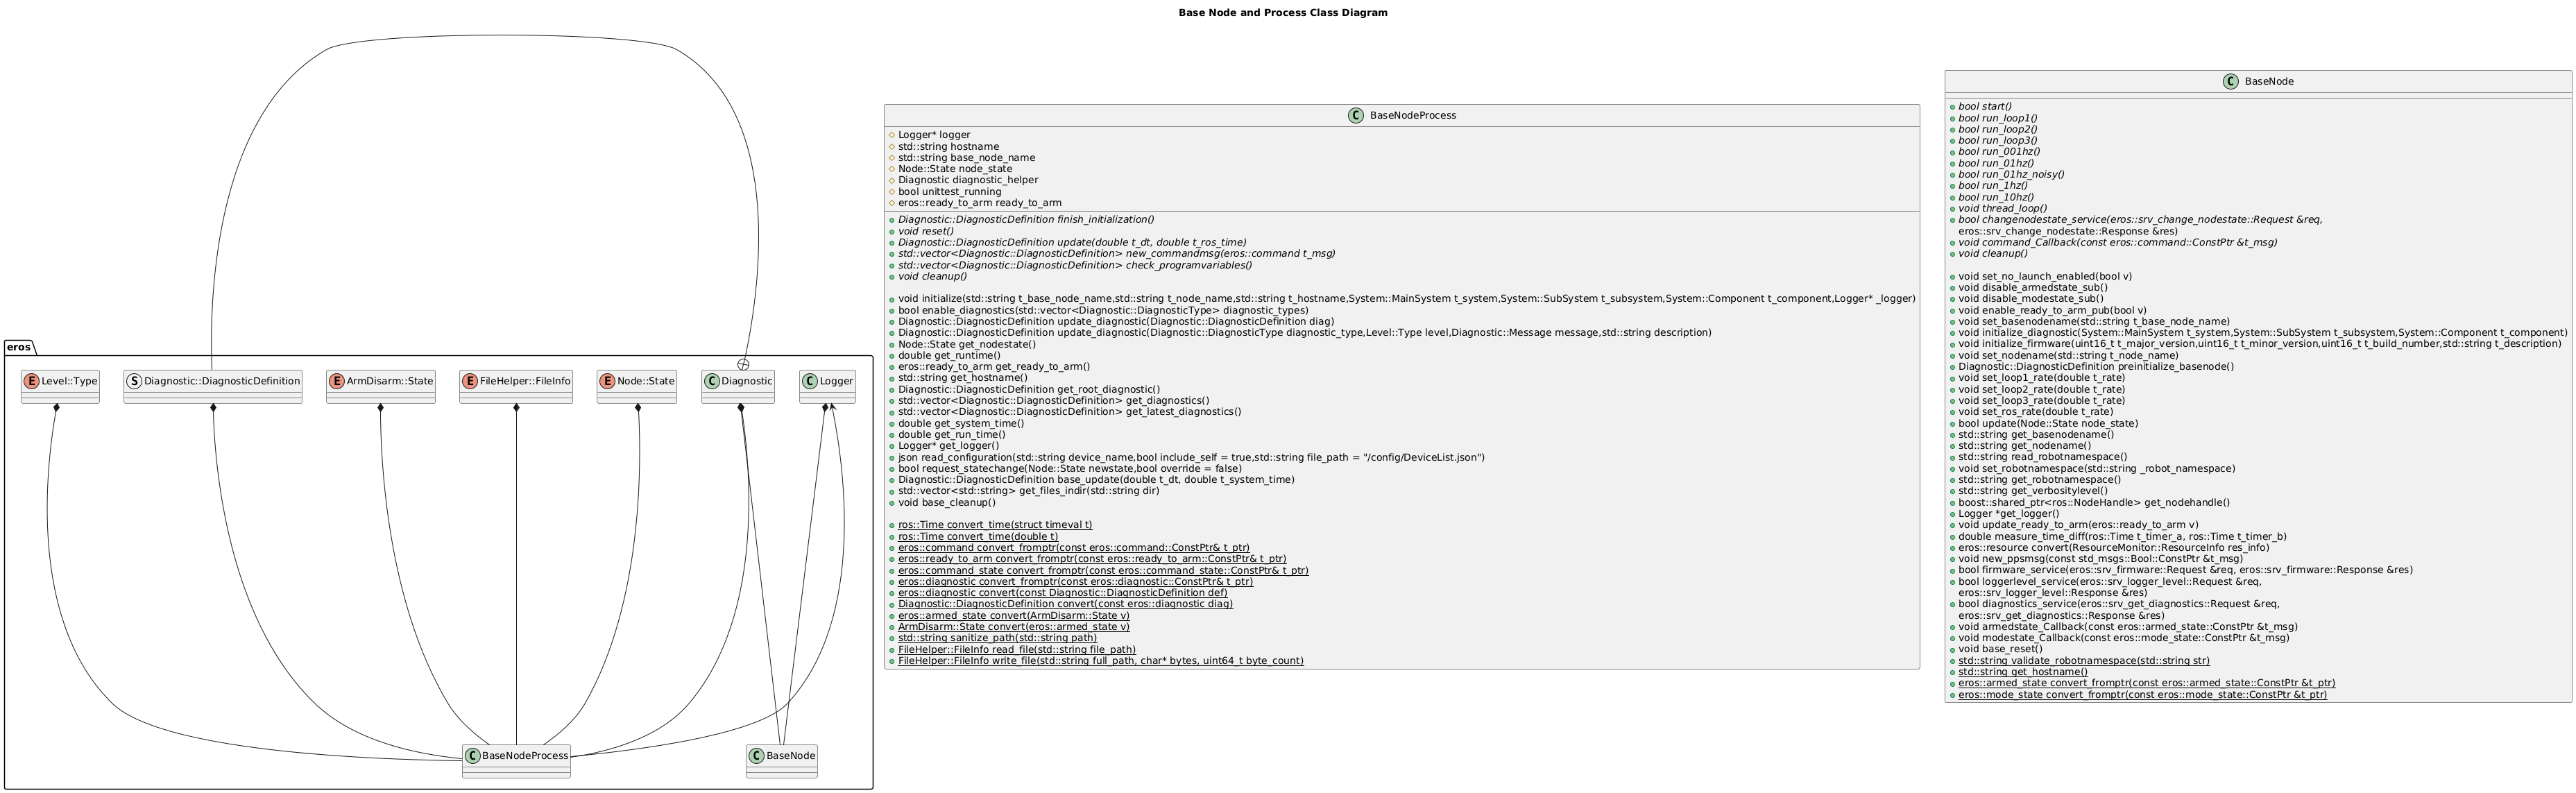 Base Node and Process Class Diagram
eros
E Level::Type
S Diagnostic::DiagnosticDefinition
E ArmDisarm::State
E FileHelper::FileInfo
E Node::State
C Diagnostic
C Logger
C BaseNodeProcess
C BaseNode
C BaseNodeProcess
Logger* logger
std::string hostname
std::string base_node_name
Node::State node_state
Diagnostic diagnostic_helper
bool unittest_running
eros::ready_to_arm ready_to_arm
Diagnostic::DiagnosticDefinition finish_initialization()
void reset()
Diagnostic::DiagnosticDefinition update(double t_dt, double t_ros_time)
std::vector<Diagnostic::DiagnosticDefinition> new_commandmsg(eros::command t_msg)
std::vector<Diagnostic::DiagnosticDefinition> check_programvariables()
void cleanup()
void initialize(std::string t_base_node_name,std::string t_node_name,std::string t_hostname,System::MainSystem t_system,System::SubSystem t_subsystem,System::Component t_component,Logger* _logger)
bool enable_diagnostics(std::vector<Diagnostic::DiagnosticType> diagnostic_types)
Diagnostic::DiagnosticDefinition update_diagnostic(Diagnostic::DiagnosticDefinition diag)
Diagnostic::DiagnosticDefinition update_diagnostic(Diagnostic::DiagnosticType diagnostic_type,Level::Type level,Diagnostic::Message message,std::string description)
Node::State get_nodestate()
double get_runtime()
eros::ready_to_arm get_ready_to_arm()
std::string get_hostname()
Diagnostic::DiagnosticDefinition get_root_diagnostic()
std::vector<Diagnostic::DiagnosticDefinition> get_diagnostics()
std::vector<Diagnostic::DiagnosticDefinition> get_latest_diagnostics()
double get_system_time()
double get_run_time()
Logger* get_logger()
json read_configuration(std::string device_name,bool include_self = true,std::string file_path = "/config/DeviceList.json")
bool request_statechange(Node::State newstate,bool override = false)
Diagnostic::DiagnosticDefinition base_update(double t_dt, double t_system_time)
std::vector<std::string> get_files_indir(std::string dir)
void base_cleanup()
ros::Time convert_time(struct timeval t)
ros::Time convert_time(double t)
eros::command convert_fromptr(const eros::command::ConstPtr& t_ptr)
eros::ready_to_arm convert_fromptr(const eros::ready_to_arm::ConstPtr& t_ptr)
eros::command_state convert_fromptr(const eros::command_state::ConstPtr& t_ptr)
eros::diagnostic convert_fromptr(const eros::diagnostic::ConstPtr& t_ptr)
eros::diagnostic convert(const Diagnostic::DiagnosticDefinition def)
Diagnostic::DiagnosticDefinition convert(const eros::diagnostic diag)
eros::armed_state convert(ArmDisarm::State v)
ArmDisarm::State convert(eros::armed_state v)
std::string sanitize_path(std::string path)
FileHelper::FileInfo read_file(std::string file_path)
FileHelper::FileInfo write_file(std::string full_path, char* bytes, uint64_t byte_count)
C BaseNode
bool start()
bool run_loop1()
bool run_loop2()
bool run_loop3()
bool run_001hz()
bool run_01hz()
bool run_01hz_noisy()
bool run_1hz()
bool run_10hz()
void thread_loop()
bool changenodestate_service(eros::srv_change_nodestate::Request &req,
eros::srv_change_nodestate::Response &res)
void command_Callback(const eros::command::ConstPtr &t_msg)
void cleanup()
void set_no_launch_enabled(bool v)
void disable_armedstate_sub()
void disable_modestate_sub()
void enable_ready_to_arm_pub(bool v)
void set_basenodename(std::string t_base_node_name)
void initialize_diagnostic(System::MainSystem t_system,System::SubSystem t_subsystem,System::Component t_component)
void initialize_firmware(uint16_t t_major_version,uint16_t t_minor_version,uint16_t t_build_number,std::string t_description)
void set_nodename(std::string t_node_name)
Diagnostic::DiagnosticDefinition preinitialize_basenode()
void set_loop1_rate(double t_rate)
void set_loop2_rate(double t_rate)
void set_loop3_rate(double t_rate)
void set_ros_rate(double t_rate)
bool update(Node::State node_state)
std::string get_basenodename()
std::string get_nodename()
std::string read_robotnamespace()
void set_robotnamespace(std::string _robot_namespace)
std::string get_robotnamespace()
std::string get_verbositylevel()
boost::shared_ptr<ros::NodeHandle> get_nodehandle()
Logger *get_logger()
void update_ready_to_arm(eros::ready_to_arm v)
double measure_time_diff(ros::Time t_timer_a, ros::Time t_timer_b)
eros::resource convert(ResourceMonitor::ResourceInfo res_info)
void new_ppsmsg(const std_msgs::Bool::ConstPtr &t_msg)
bool firmware_service(eros::srv_firmware::Request &req, eros::srv_firmware::Response &res)
bool loggerlevel_service(eros::srv_logger_level::Request &req,
eros::srv_logger_level::Response &res)
bool diagnostics_service(eros::srv_get_diagnostics::Request &req,
eros::srv_get_diagnostics::Response &res)
void armedstate_Callback(const eros::armed_state::ConstPtr &t_msg)
void modestate_Callback(const eros::mode_state::ConstPtr &t_msg)
void base_reset()
std::string validate_robotnamespace(std::string str)
std::string get_hostname()
eros::armed_state convert_fromptr(const eros::armed_state::ConstPtr &t_ptr)
eros::mode_state convert_fromptr(const eros::mode_state::ConstPtr &t_ptr)